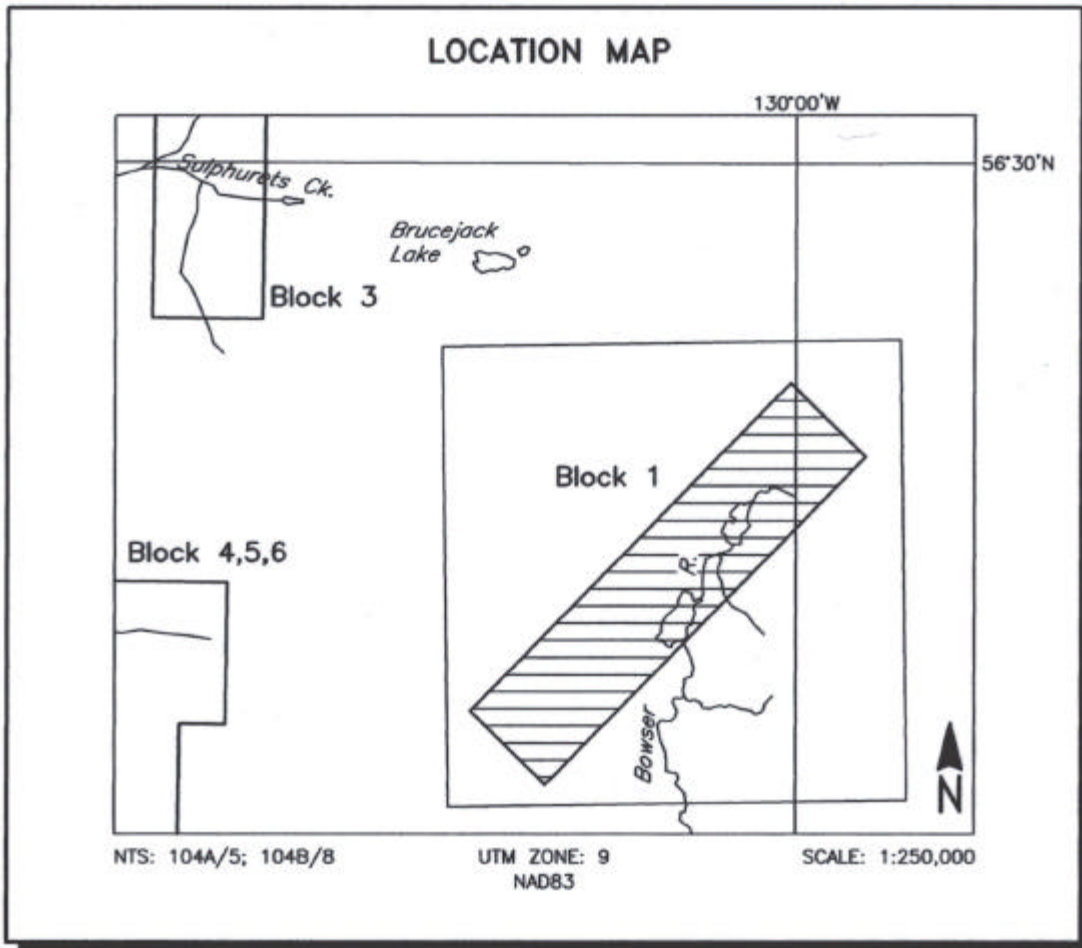 LOCATION MAP
130°00'W
56°30'N
Sulphurets Ck.
Brucejack
Lake
Block 3
Block 1
Block 4,5,6
R.
Bowser
N
NTS: 104A/5; 104B/8
UTM ZONE: 9
SCALE: 1:250,000
NAD83